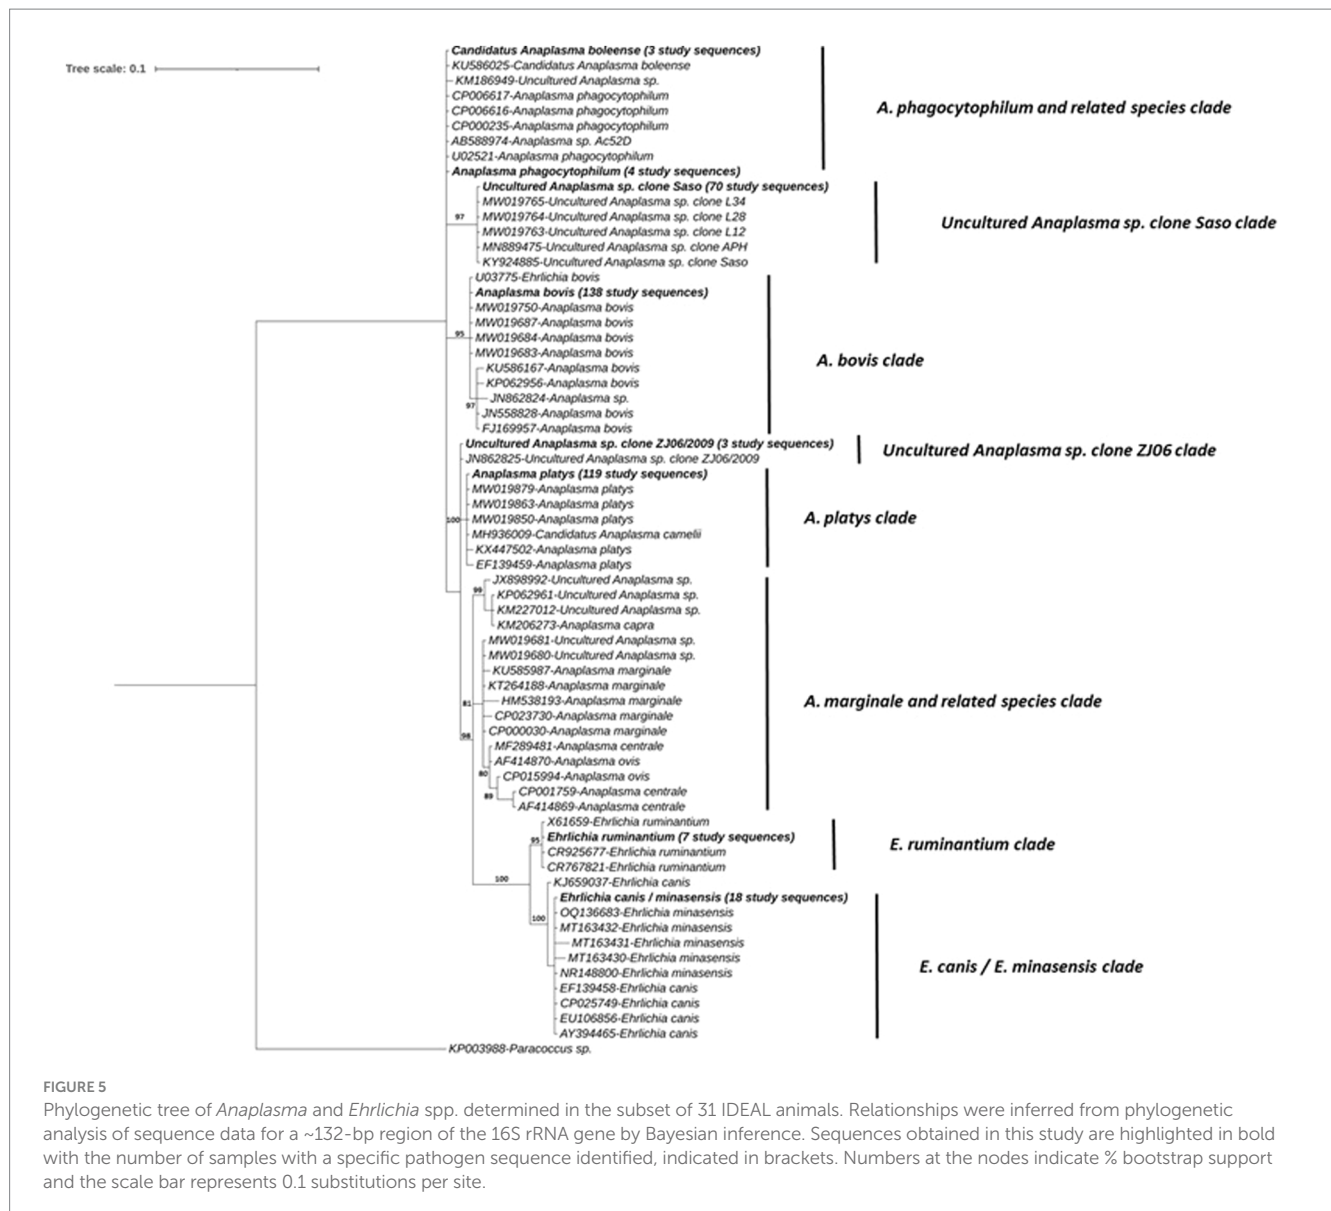 Tree scale: 0.1
Candidatus Anaplasma boleense (3 study sequences)
KU586025-Candidatus Anaplasma boleense
KM186949-Uncultured Anaplasma sp.
CP006617-Anaplasma phagocytophilum
CP006616-Anaplasma phagocytophilum
CP000235-Anaplasma phagocytophilum
AB588974-Anaplasma sp. Ac52D
U02521-Anaplasma phagocytophilum
Anaplasma phagocytophilum (4 study sequences)
A. phagocytophilum and related species clade
97
Uncultured Anaplasma sp. clone Saso (70 study sequences)
MW019765-Uncultured Anaplasma sp. clone L34
MW019764-Uncultured Anaplasma sp. clone L28
MW019763-Uncultured Anaplasma sp. clone L12
MN889475-Uncultured Anaplasma sp. clone APH
KY924885-Uncultured Anaplasma sp. clone Saso
Uncultured Anaplasma sp. clone Saso clade
95
U03775-Ehrlichia bovis
Anaplasma bovis (138 study sequences)
MW019750-Anaplasma bovis
MW019687-Anaplasma bovis
MW019684-Anaplasma bovis
MW019683-Anaplasma bovis
97
KU586167-Anaplasma bovis
KP062956-Anaplasma bovis
JN862824-Anaplasma sp.
JN558828-Anaplasma bovis
FJ169957-Anaplasma bovis
A. bovis clade
Uncultured Anaplasma sp. clone ZJ06/2009 (3 study sequences)
JN862825-Uncultured Anaplasma sp. clone ZJ06/2009
Uncultured Anaplasma sp. clone ZJ06 clade
100
Anaplasma platys (119 study sequences)
MW019879-Anaplasma platys
MW019863-Anaplasma platys
MW019850-Anaplasma platys
MH936009-Candidatus Anaplasma camelii
KX447502-Anaplasma platys
EF139459-Anaplasma platys
A. platys clade
98
99
JX898992-Uncultured Anaplasma sp.
KP062961-Uncultured Anaplasma sp.
KM227012-Uncultured Anaplasma sp.
KM206273-Anaplasma capra
81
MW019681-Uncultured Anaplasma sp.
MW019680-Uncultured Anaplasma sp.
KU585987-Anaplasma marginale
KT264188-Anaplasma marginale
HM538193-Anaplasma marginale
CP023730-Anaplasma marginale
CP000030-Anaplasma marginale
80
MF289481-Anaplasma centrale
AF414870-Anaplasma ovis
89
CP015994-Anaplasma ovis
CP001759-Anaplasma centrale
AF414869-Anaplasma centrale
A. marginale and related species clade
100
95
X61659-Ehrlichia ruminantium
Ehrlichia ruminantium (7 study sequences)
CR925677-Ehrlichia ruminantium
CR767821-Ehrlichia ruminantium
E. ruminantium clade
100
KJ659037-Ehrlichia canis
Ehrlichia canis / minasensis (18 study sequences)
OQ136683-Ehrlichia minasensis
MT163432-Ehrlichia minasensis
MT163431-Ehrlichia minasensis
MT163430-Ehrlichia minasensis
NR148800-Ehrlichia minasensis
EF139458-Ehrlichia canis
CP025749-Ehrlichia canis
EU106856-Ehrlichia canis
AY394465-Ehrlichia canis
E. canis / E. minasensis clade
KP003988-Paracoccus sp.
FIGURE 5
Phylogenetic tree of Anaplasma and Ehrlichia spp. determined in the subset of 31 IDEAL animals. Relationships were inferred from phylogenetic
analysis of sequence data for a ~132-bp region of the 16S rRNA gene by Bayesian inference. Sequences obtained in this study are highlighted in bold
with the number of samples with a specific pathogen sequence identified, indicated in brackets. Numbers at the nodes indicate % bootstrap support
and the scale bar represents 0.1 substitutions per site.